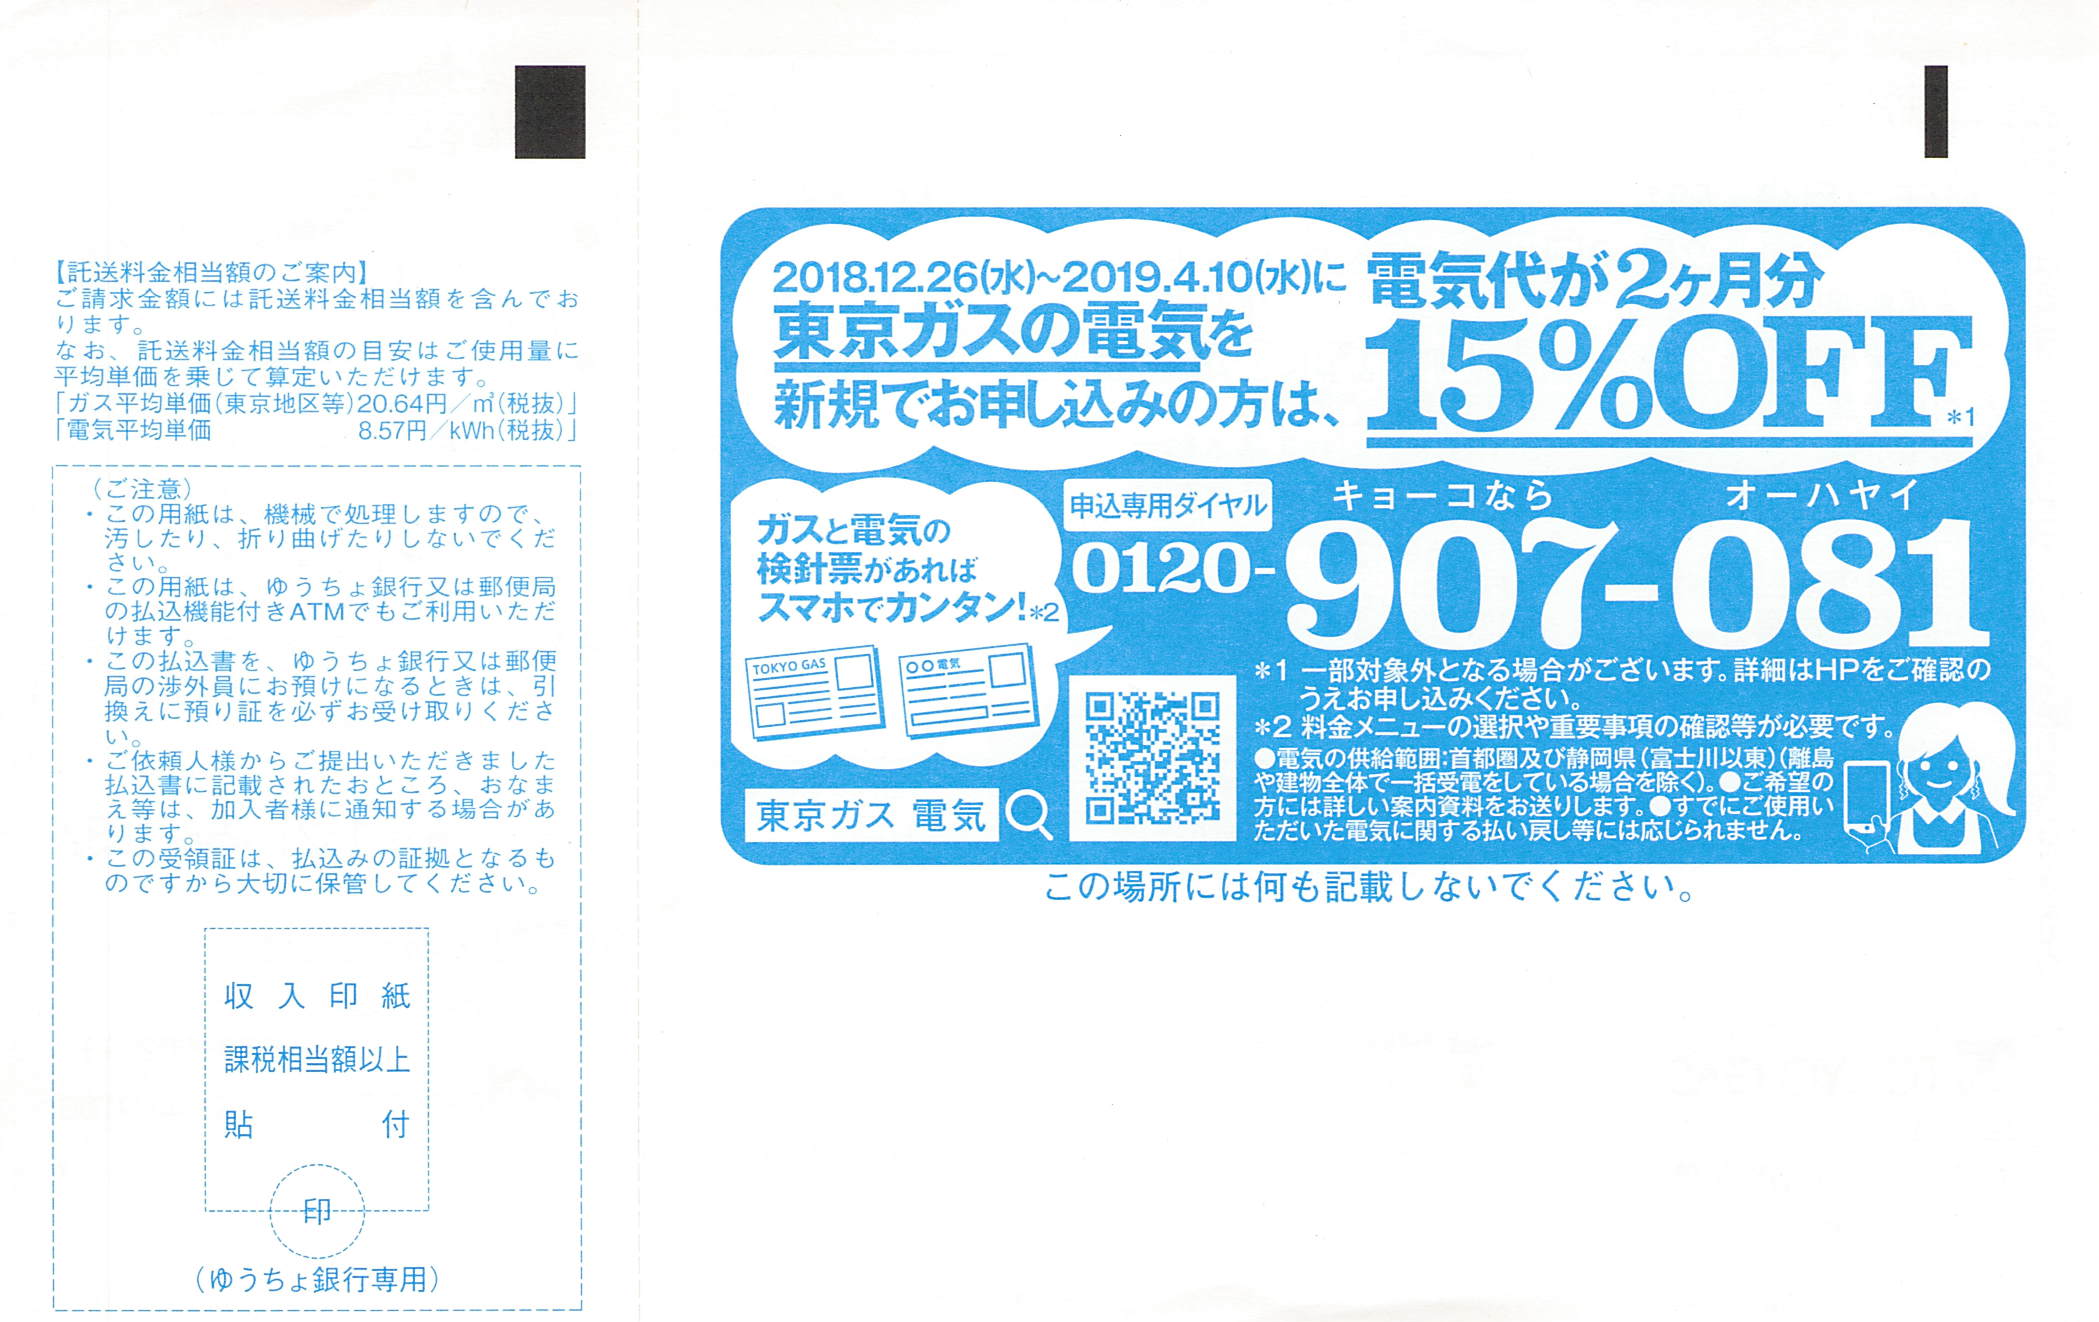 【託送料金相当額のご案内】
ご請求金額には託送料金相当額を含んでお
ります。
なお、託送料金相当額の目安はご使用量に
平均単価を乗じて算定いただけます。
「ガス平均単価(東京地区等)20.64円／㎥(税抜)」
「電気平均単価 8.57円／kWh(税抜)」
（ご注意）
・この用紙は、機械で処理しますので、
汚したり、折り曲げたりしないでくだ
さい。
・この用紙は、ゆうちょ銀行又は郵便局
の払込機能付きATMでもご利用いただ
けます。
・この払込書を、ゆうちょ銀行又は郵便
局の渉外員にお預けになるときは、引
換えに預り証を必ずお受け取りくださ
い。
・ご依頼人様からご提出いただきました
払込書に記載されたおところ、おなま
え等は、加入者様に通知する場合があ
ります。
・この受領証は、払込みの証拠となるも
のですから大切に保管してください。
収入印紙
課税相当額以上
貼付
印
（ゆうちょ銀行専用）
2018.12.26(水)~2019.4.10(水)に
東京ガスの電気を
新規でお申し込みの方は、
電気代が2ヶ月分
15%OFF*1
ガスと電気の
検針票があれば
スマホでカンタン!*2
TOKYO GAS
○○電気
東京ガス 電気
申込専用ダイヤル
キョーコなら オーハヤイ
0120-907-081
*1 一部対象外となる場合がございます。詳細はHPをご確認の
うえお申し込みください。
*2 料金メニューの選択や重要事項の確認等が必要です。
●電気の供給範囲:首都圏及び静岡県(富士川以東)(離島
や建物全体で一括受電をしている場合を除く)。●ご希望の
方には詳しい案内資料をお送りします。●すでにご使用い
ただいた電気に関する払い戻し等には応じられません。
この場所には何も記載しないでください。